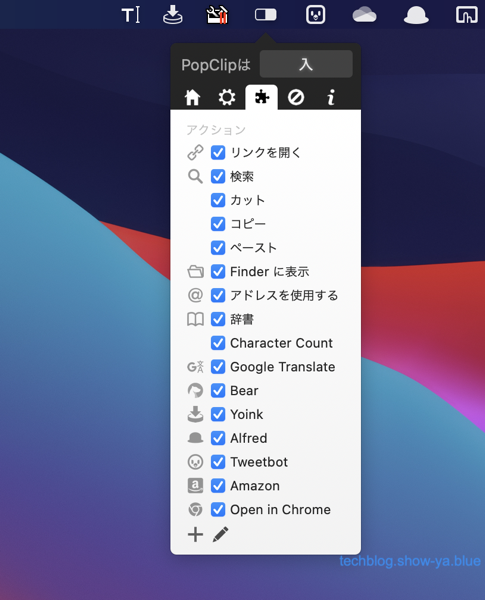 PopClipは 入
アクション
リンクを開く
検索
カット
コピー
ペースト
Finder に表示
アドレスを使用する
辞書
Character Count
Google Translate
Bear
Yoink
Alfred
Tweetbot
Amazon
Open in Chrome
techblog.show-ya.blue